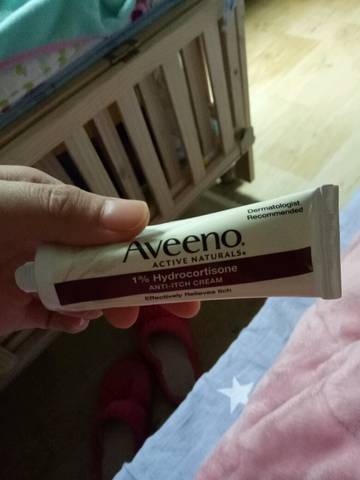 Dermatologist
Recommended
Aveeno®
ACTIVE NATURALS®
1% Hydrocortisone
ANTI-ITCH CREAM
Effectively Relieves Itch